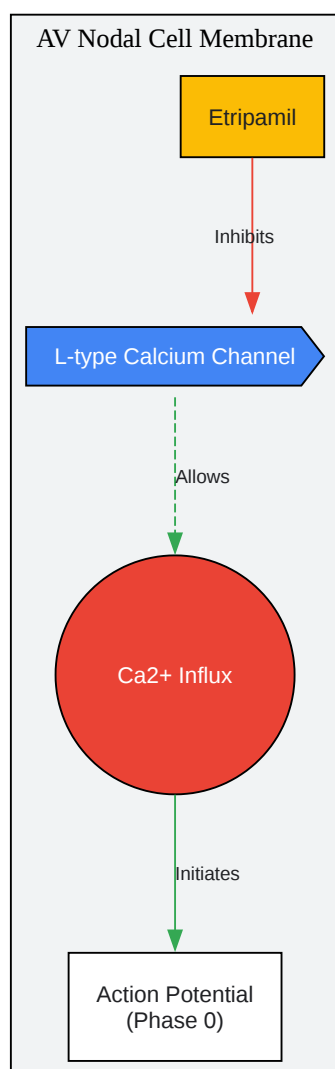 AV Nodal Cell Membrane
Etripamil
Inhibits
L-type Calcium Channel
Allows
Ca2+ Influx
Initiates
Action Potential
(Phase 0)